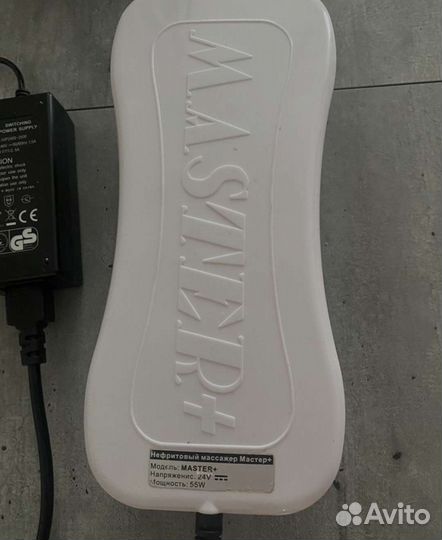 SWITCHING
POWER SUPPLY
MASTER+
Нефритовый массажер Мастер+
Модель: MASTER+
Напряжение: 24V
Мощность: 55W
GS
Avito